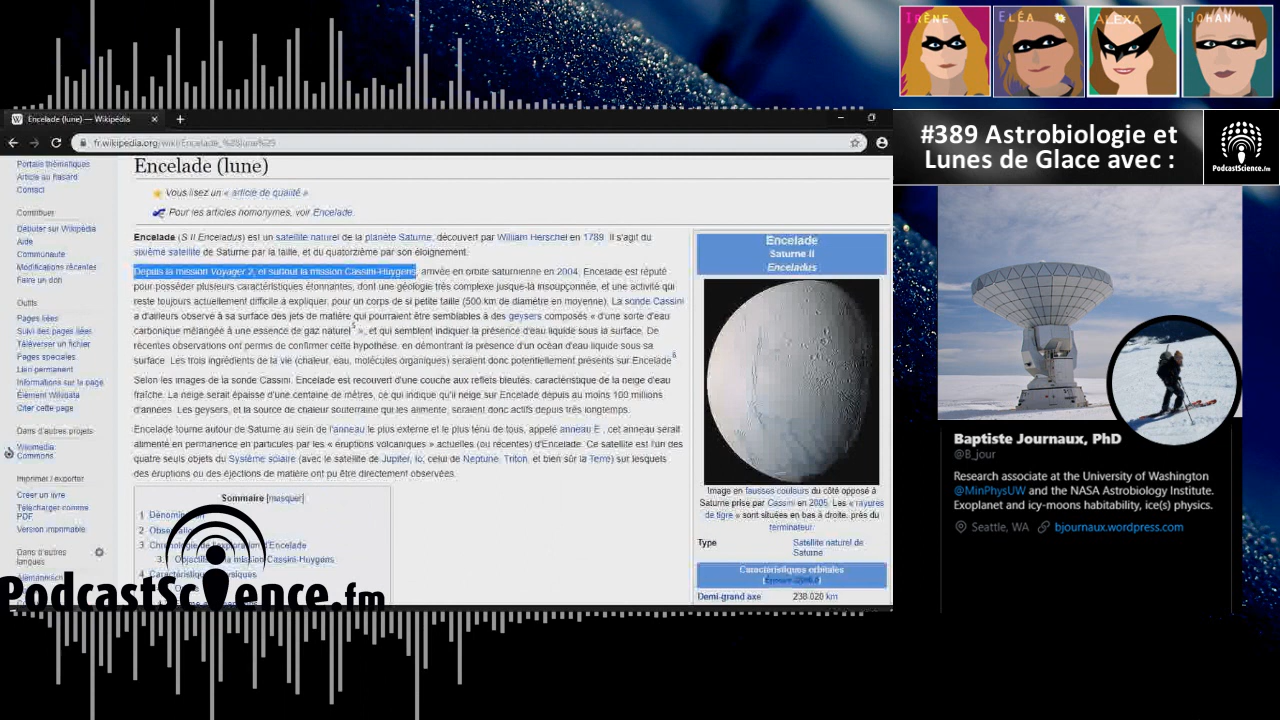 IRÈNE
ELÉA
ALEXA
JOHAN
Encelade (lune) — Wikipédia
fr.wikipedia.org/wiki/Encelade_%28lune%29
#389 Astrobiologie et
Lunes de Glace avec :
PodcastScience.fm
Portails thématiques
Article au hasard
Contact
Contribuer
Débuter sur Wikipédia
Aide
Communauté
Modifications récentes
Faire un don
Outils
Pages liées
Suivi des pages liées
Téléverser un fichier
Pages spéciales
Lien permanent
Informations sur la page
Élément Wikidata
Citer cette page
Dans d'autres projets
Wikimedia
Commons
Imprimer / exporter
Créer un livre
Télécharger comme
PDF
Version imprimable
Dans d'autres
langues
Alemannisch
Encelade (lune)
Vous lisez un « article de qualité »
Pour les articles homonymes, voir Encelade.
Encelade (S II Enceladus) est un satellite naturel de la planète Saturne, découvert par William Herschel en 1789. Il s'agit du
sixième satellite de Saturne par la taille, et du quatorzième par son éloignement.
Depuis la mission Voyager 2, et surtout la mission Cassini-Huygens, arrivée en orbite saturnienne en 2004, Encelade est réputé
pour posséder plusieurs caractéristiques étonnantes, dont une géologie très complexe jusque-là insoupçonnée, et une activité qui
reste toujours actuellement difficile à expliquer, pour un corps de si petite taille (500 km de diamètre en moyenne). La sonde Cassini
a d'ailleurs observé à sa surface des jets de matière qui pourraient être semblables à des geysers composés « d'une sorte d'eau
carbonique mélangée à une essence de gaz naturel5 », et qui semblent indiquer la présence d'eau liquide sous la surface. De
récentes observations ont permis de confirmer cette hypothèse, en démontrant la présence d'un océan d'eau liquide sous sa
surface. Les trois ingrédients de la vie (chaleur, eau, molécules organiques) seraient donc potentiellement présents sur Encelade6
Selon les images de la sonde Cassini, Encelade est recouvert d'une couche aux reflets bleutés, caractéristique de la neige d'eau
fraîche. La neige serait épaisse d'une centaine de mètres, ce qui indique qu'il neige sur Encelade depuis au moins 100 millions
d'années. Les geysers, et la source de chaleur souterraine qui les alimente, seraient donc actifs depuis très longtemps.
Encelade tourne autour de Saturne au sein de l'anneau le plus externe et le plus ténu de tous, appelé anneau E ; cet anneau serait
alimenté en permanence en particules par les « éruptions volcaniques » actuelles (ou récentes) d'Encelade. Ce satellite est l'un des
quatre seuls objets du Système solaire (avec le satellite de Jupiter, Io, celui de Neptune, Triton, et bien sûr la Terre) sur lesquels
des éruptions ou des éjections de matière ont pu être directement observées.
Sommaire [masquer]
1 Dénomin
2 Observa
3 Chronologie de l'exploration d'Encelade
3.1 Objectifs de la mission Cassini-Huygens
4 Caractéristiques physiques
Encelade
Saturne II
Enceladus
Image en fausses couleurs du côté opposé à
Saturne prise par Cassini en 2005. Les « rayures
de tigre » sont situées en bas à droite, près du
terminateur.
Type
Satellite naturel de
Saturne
Caractéristiques orbitales
Demi-grand axe 238 020 km
PodcastScience.fm
Baptiste Journaux, PhD
@B_jour
Research associate at the University of Washington
@MinPhysUW and the NASA Astrobiology Institute.
Exoplanet and icy-moons habitability, ice(s) physics.
Seattle, WA bjournaux.wordpress.com